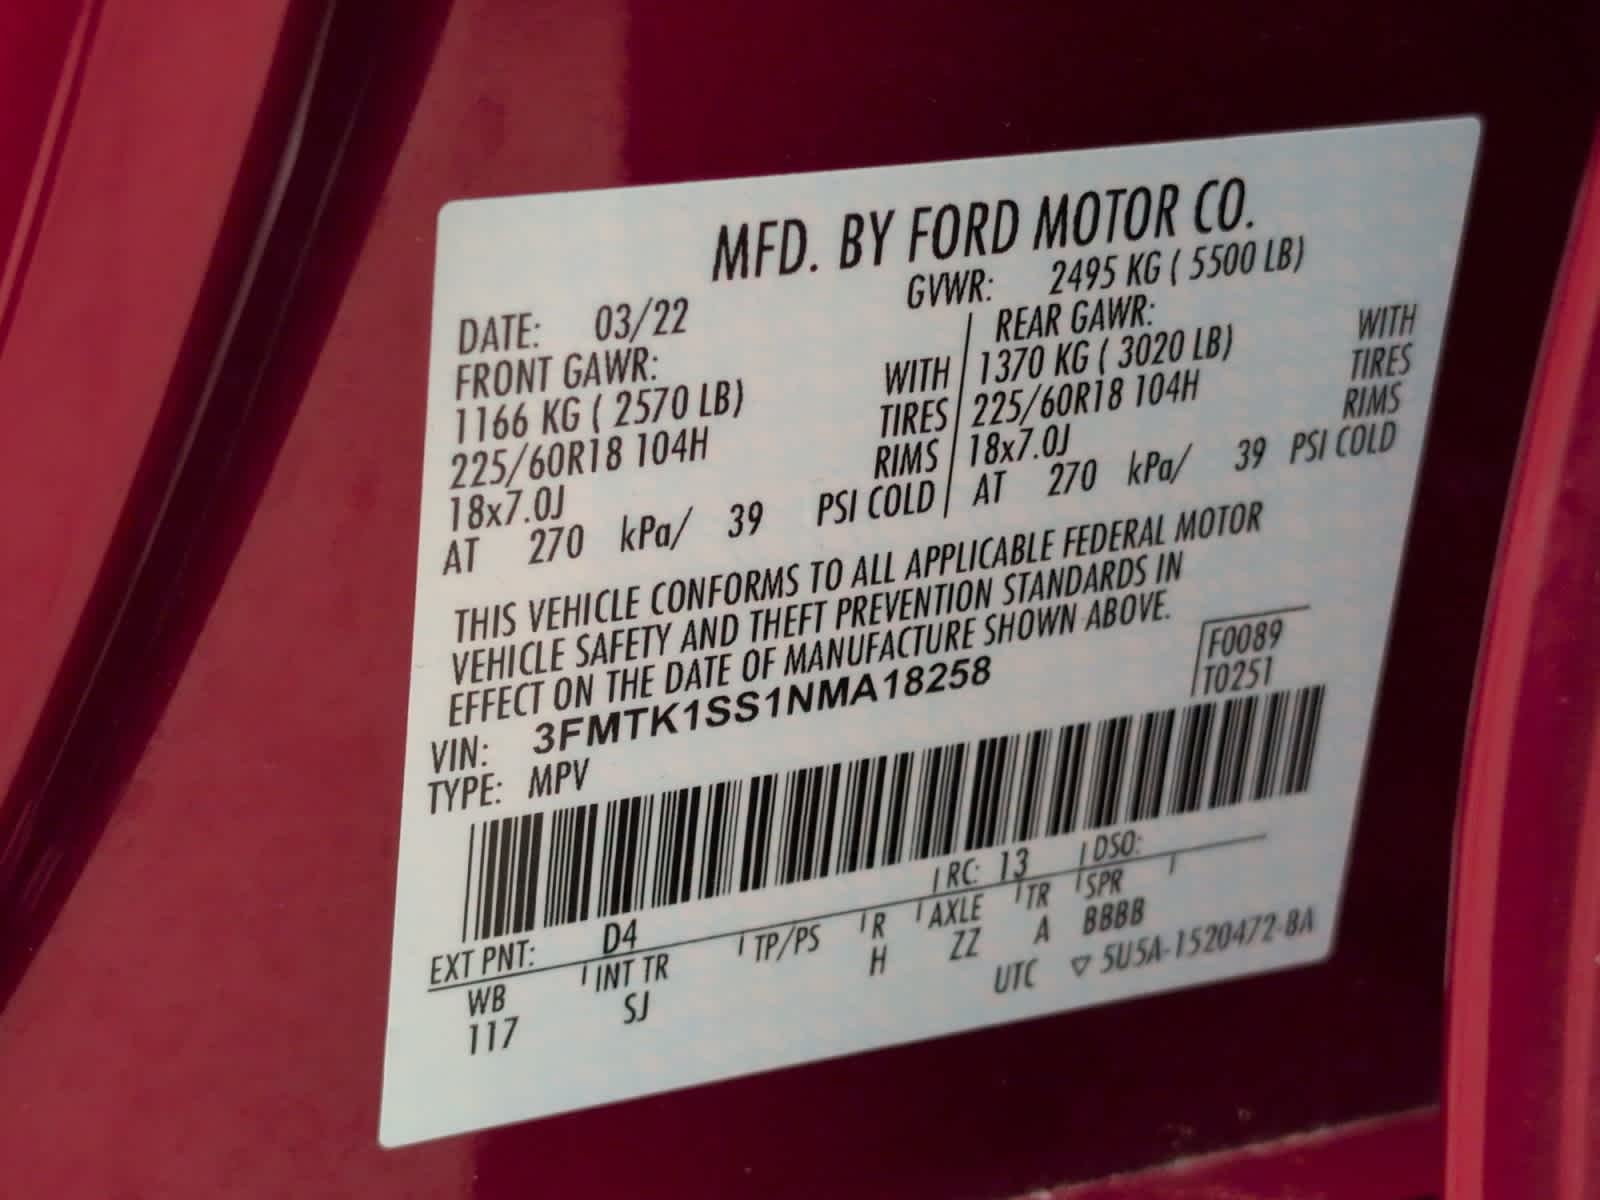 MFD. BY FORD MOTOR CO.
DATE: 03/22 GVWR: 2495 KG ( 5500 LB)
FRONT GAWR: REAR GAWR:
1166 KG ( 2570 LB) WITH 1370 KG ( 3020 LB) WITH
225/60R18 104H TIRES 225/60R18 104H TIRES
18x7.0J RIMS 18x7.0J RIMS
AT 270 kPa/ 39 PSI COLD AT 270 kPa/ 39 PSI COLD
THIS VEHICLE CONFORMS TO ALL APPLICABLE FEDERAL MOTOR
VEHICLE SAFETY AND THEFT PREVENTION STANDARDS IN
EFFECT ON THE DATE OF MANUFACTURE SHOWN ABOVE.
VIN: 3FMTK1SS1NMA18258 F0089
TYPE: MPV T0251
EXT PNT: D4 RC: 13 DSO:
WB INT TR TP/PS R AXLE TR SPR
117 SJ H ZZ A BBBB
UTC ▽ 5U5A-1520472-BA